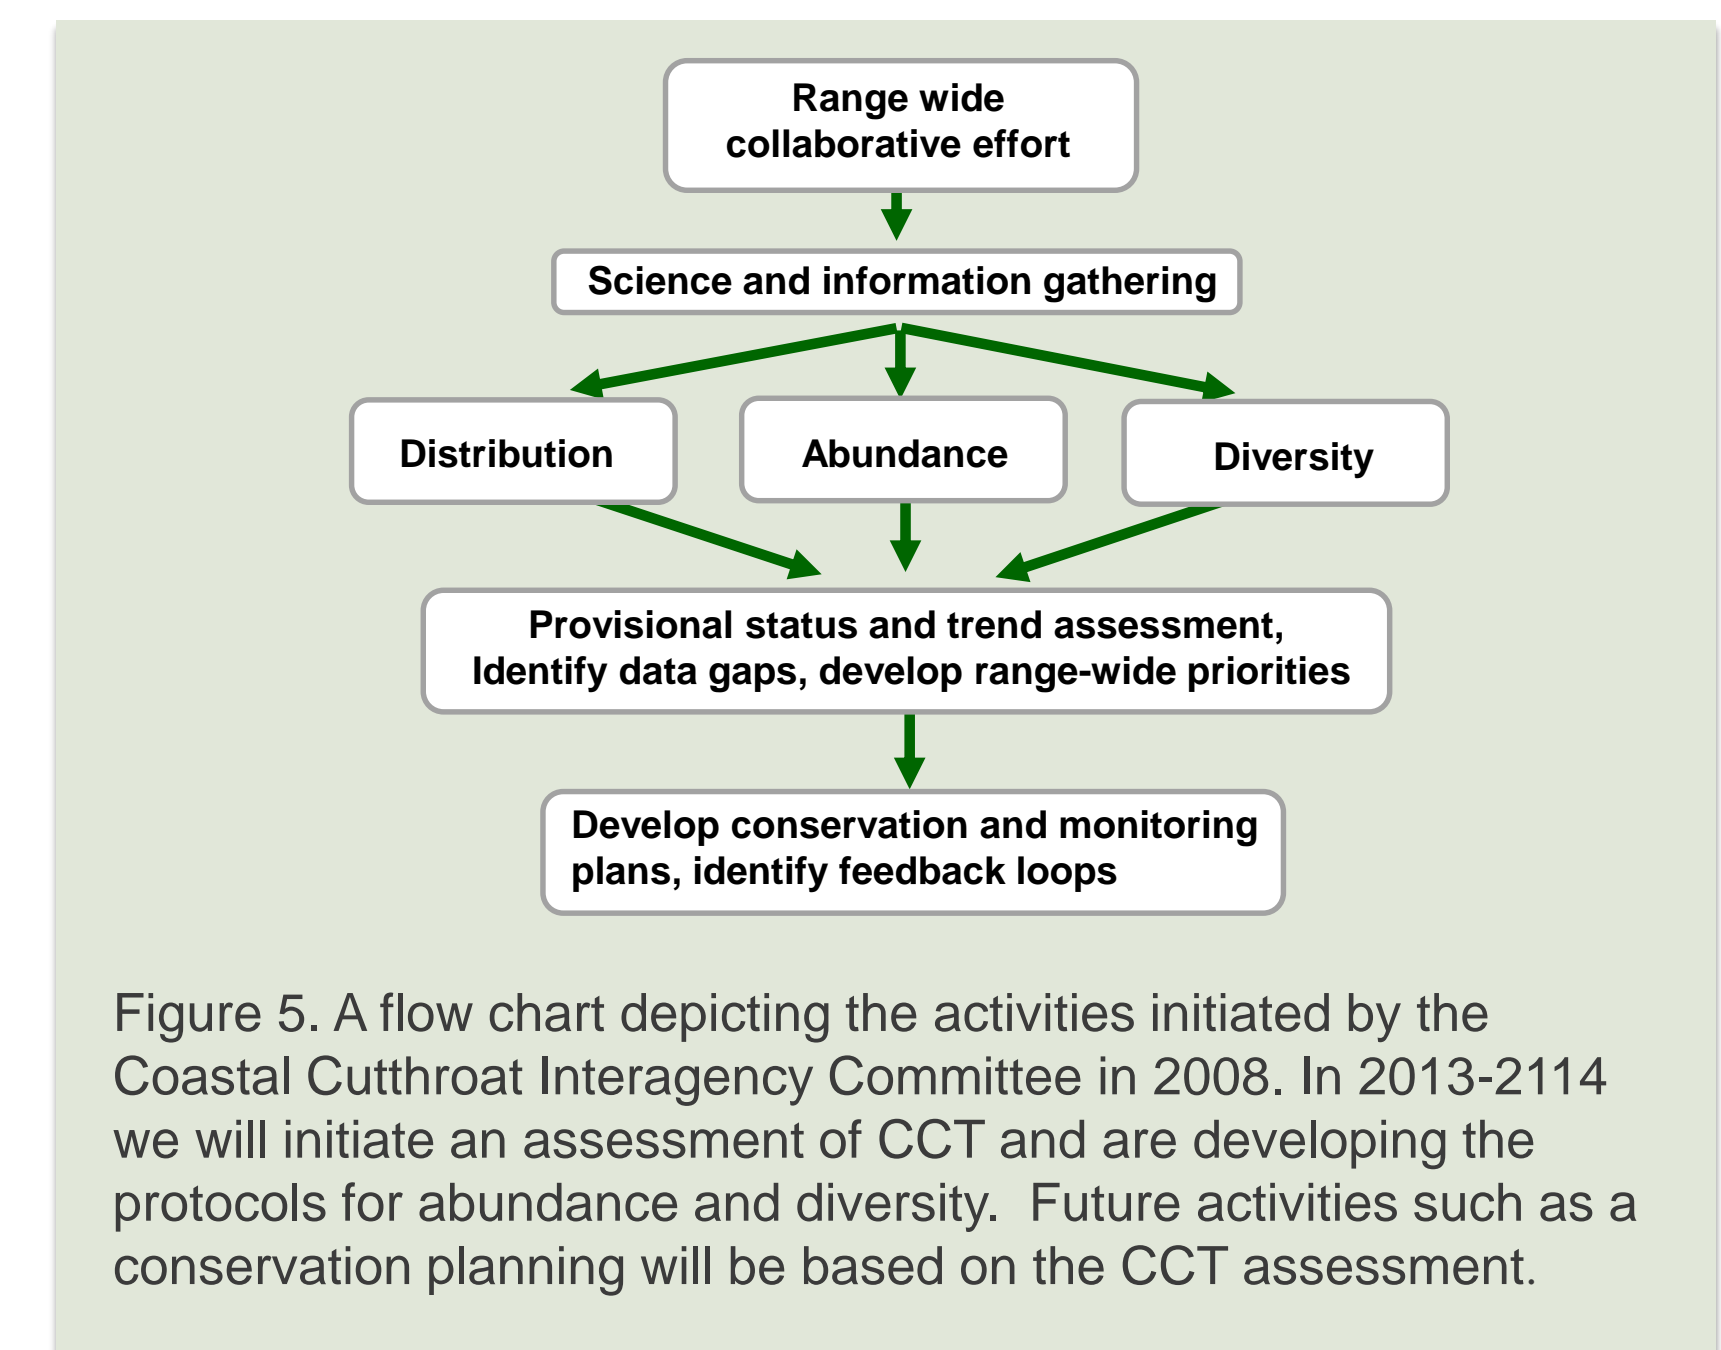 Range wide
collaborative effort
Science and information gathering
Distribution
Abundance
Diversity
Provisional status and trend assessment,
Identify data gaps, develop range-wide priorities
Develop conservation and monitoring
plans, identify feedback loops
Figure 5. A flow chart depicting the activities initiated by the
Coastal Cutthroat Interagency Committee in 2008. In 2013-2114
we will initiate an assessment of CCT and are developing the
protocols for abundance and diversity.  Future activities such as a
conservation planning will be based on the CCT assessment.